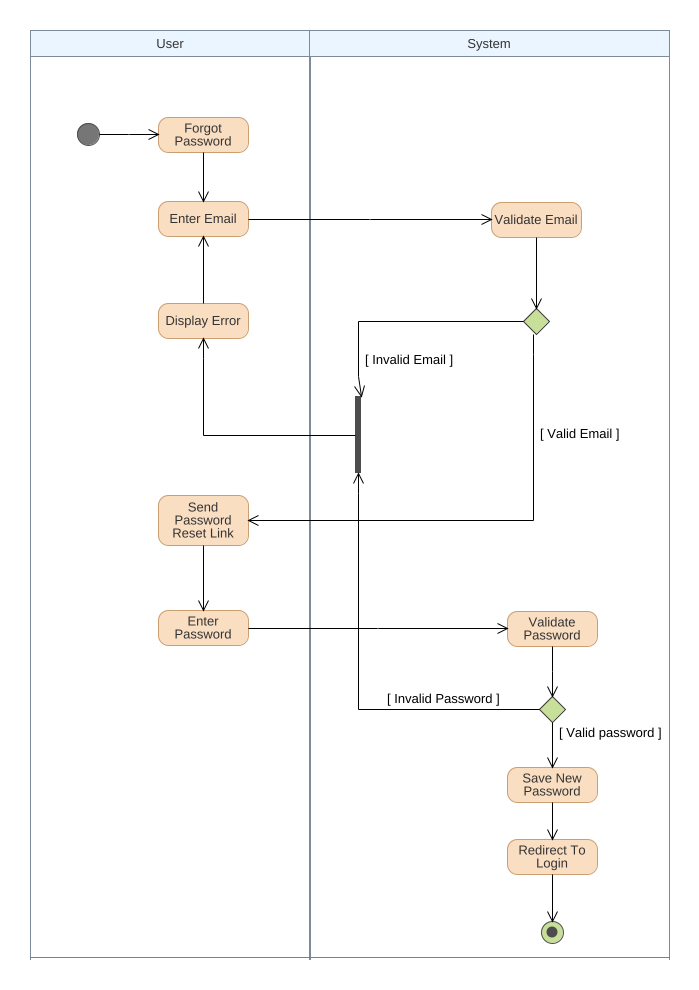 User
System
Forgot
Password
Enter Email
Validate Email
Display Error
[ Invalid Email ]
[ Valid Email ]
Send
Password
Reset Link
Enter
Password
Validate
Password
[ Invalid Password ]
[ Valid password ]
Save New
Password
Redirect To
Login